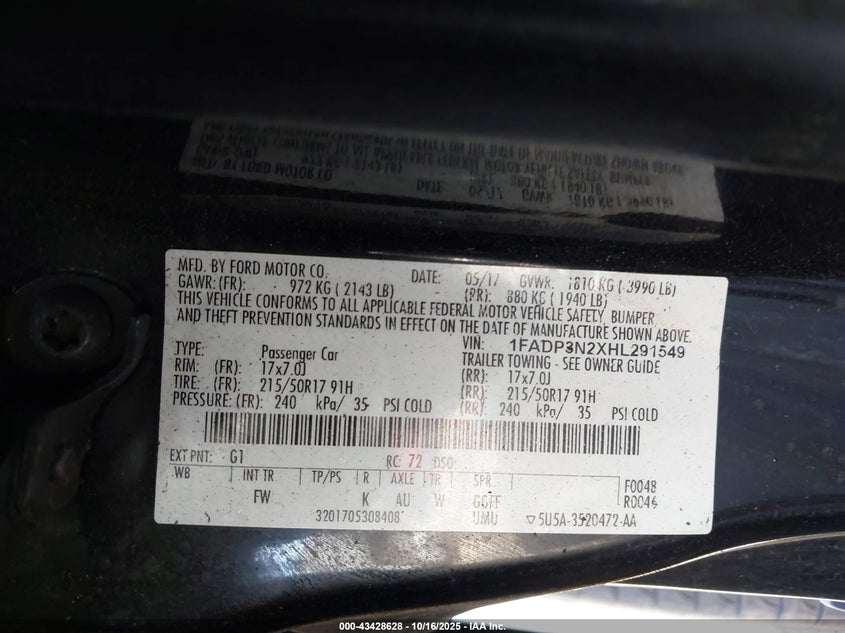 MFD. BY FORD MOTOR CO. DATE: 05/17 GVWR: 1810 KG ( 3990 LB)
GAWR: (FR): 972 KG ( 2143 LB) (RR): 880 KG ( 1940 LB)
THIS VEHICLE CONFORMS TO ALL APPLICABLE FEDERAL MOTOR VEHICLE SAFETY, BUMPER
AND THEFT PREVENTION STANDARDS IN EFFECT ON THE DATE OF MANUFACTURE SHOWN ABOVE.
VIN: 1FADP3N2XHL291549
TYPE: Passenger Car TRAILER TOWING - SEE OWNER GUIDE
RIM: (FR): 17x7.0J (RR): 17x7.0J
TIRE: (FR): 215/50R17 91H (RR): 215/50R17 91H
PRESSURE: (FR): 240 kPa/ 35 PSI COLD (RR): 240 kPa/ 35 PSI COLD
EXT PNT: G1 RC: 72 DSO:
WB INT TR TP/PS R AXLE TR SPR F0048
FW K AU W GGFF R0046
3201705308408 UMU 5U5A-3520472-AA
000-43428628 - 10/16/2025 - IAA Inc.